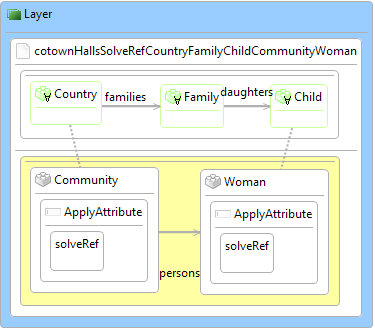 Layer
cotownHallsSolveRefCountryFamilyChildCommunityWoman
Country
families
Family
daughters
Child
Community
Woman
ApplyAttribute
ApplyAttribute
solveRef
solveRef
persons